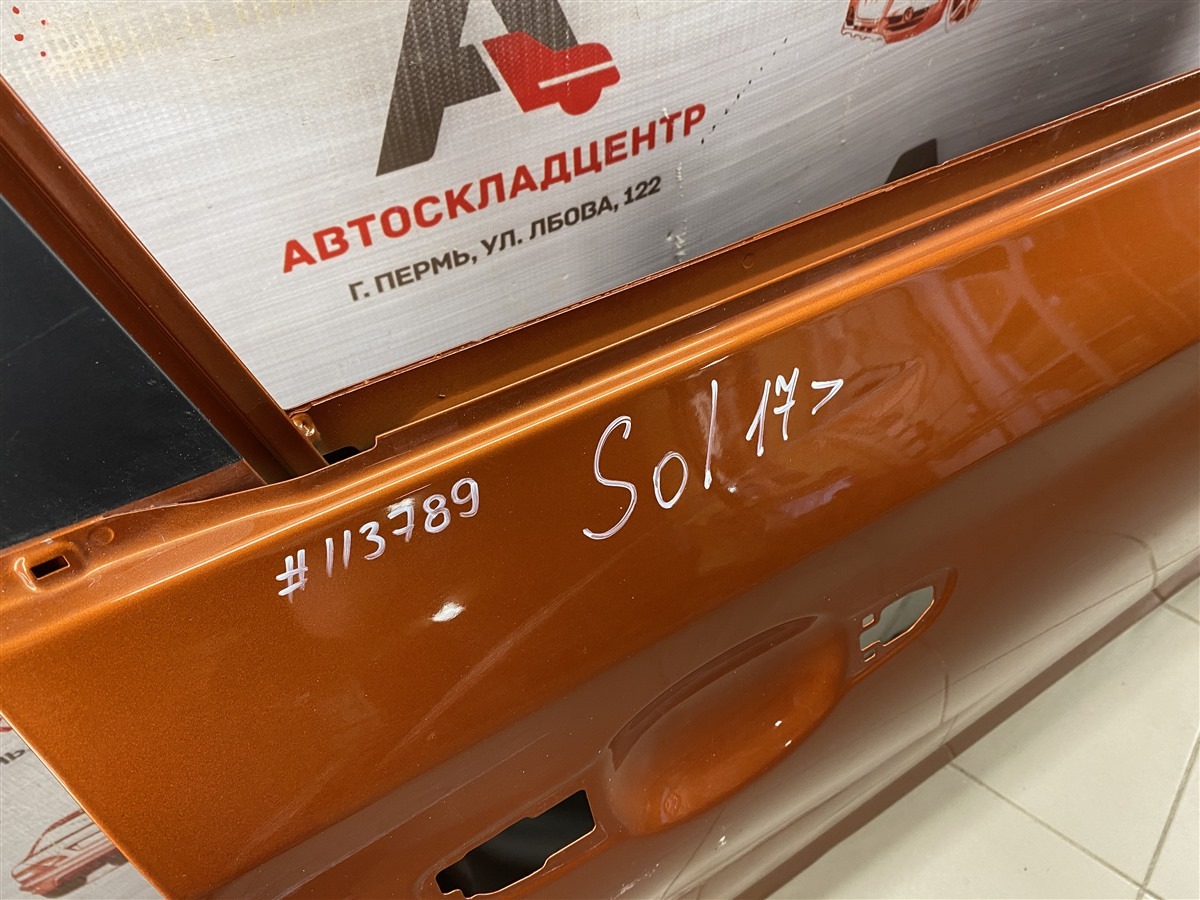 АВТОСКЛАДЦЕНТР
Г. ПЕРМЬ, УЛ. ЛБОВА, 122
Sol 17>
#113789